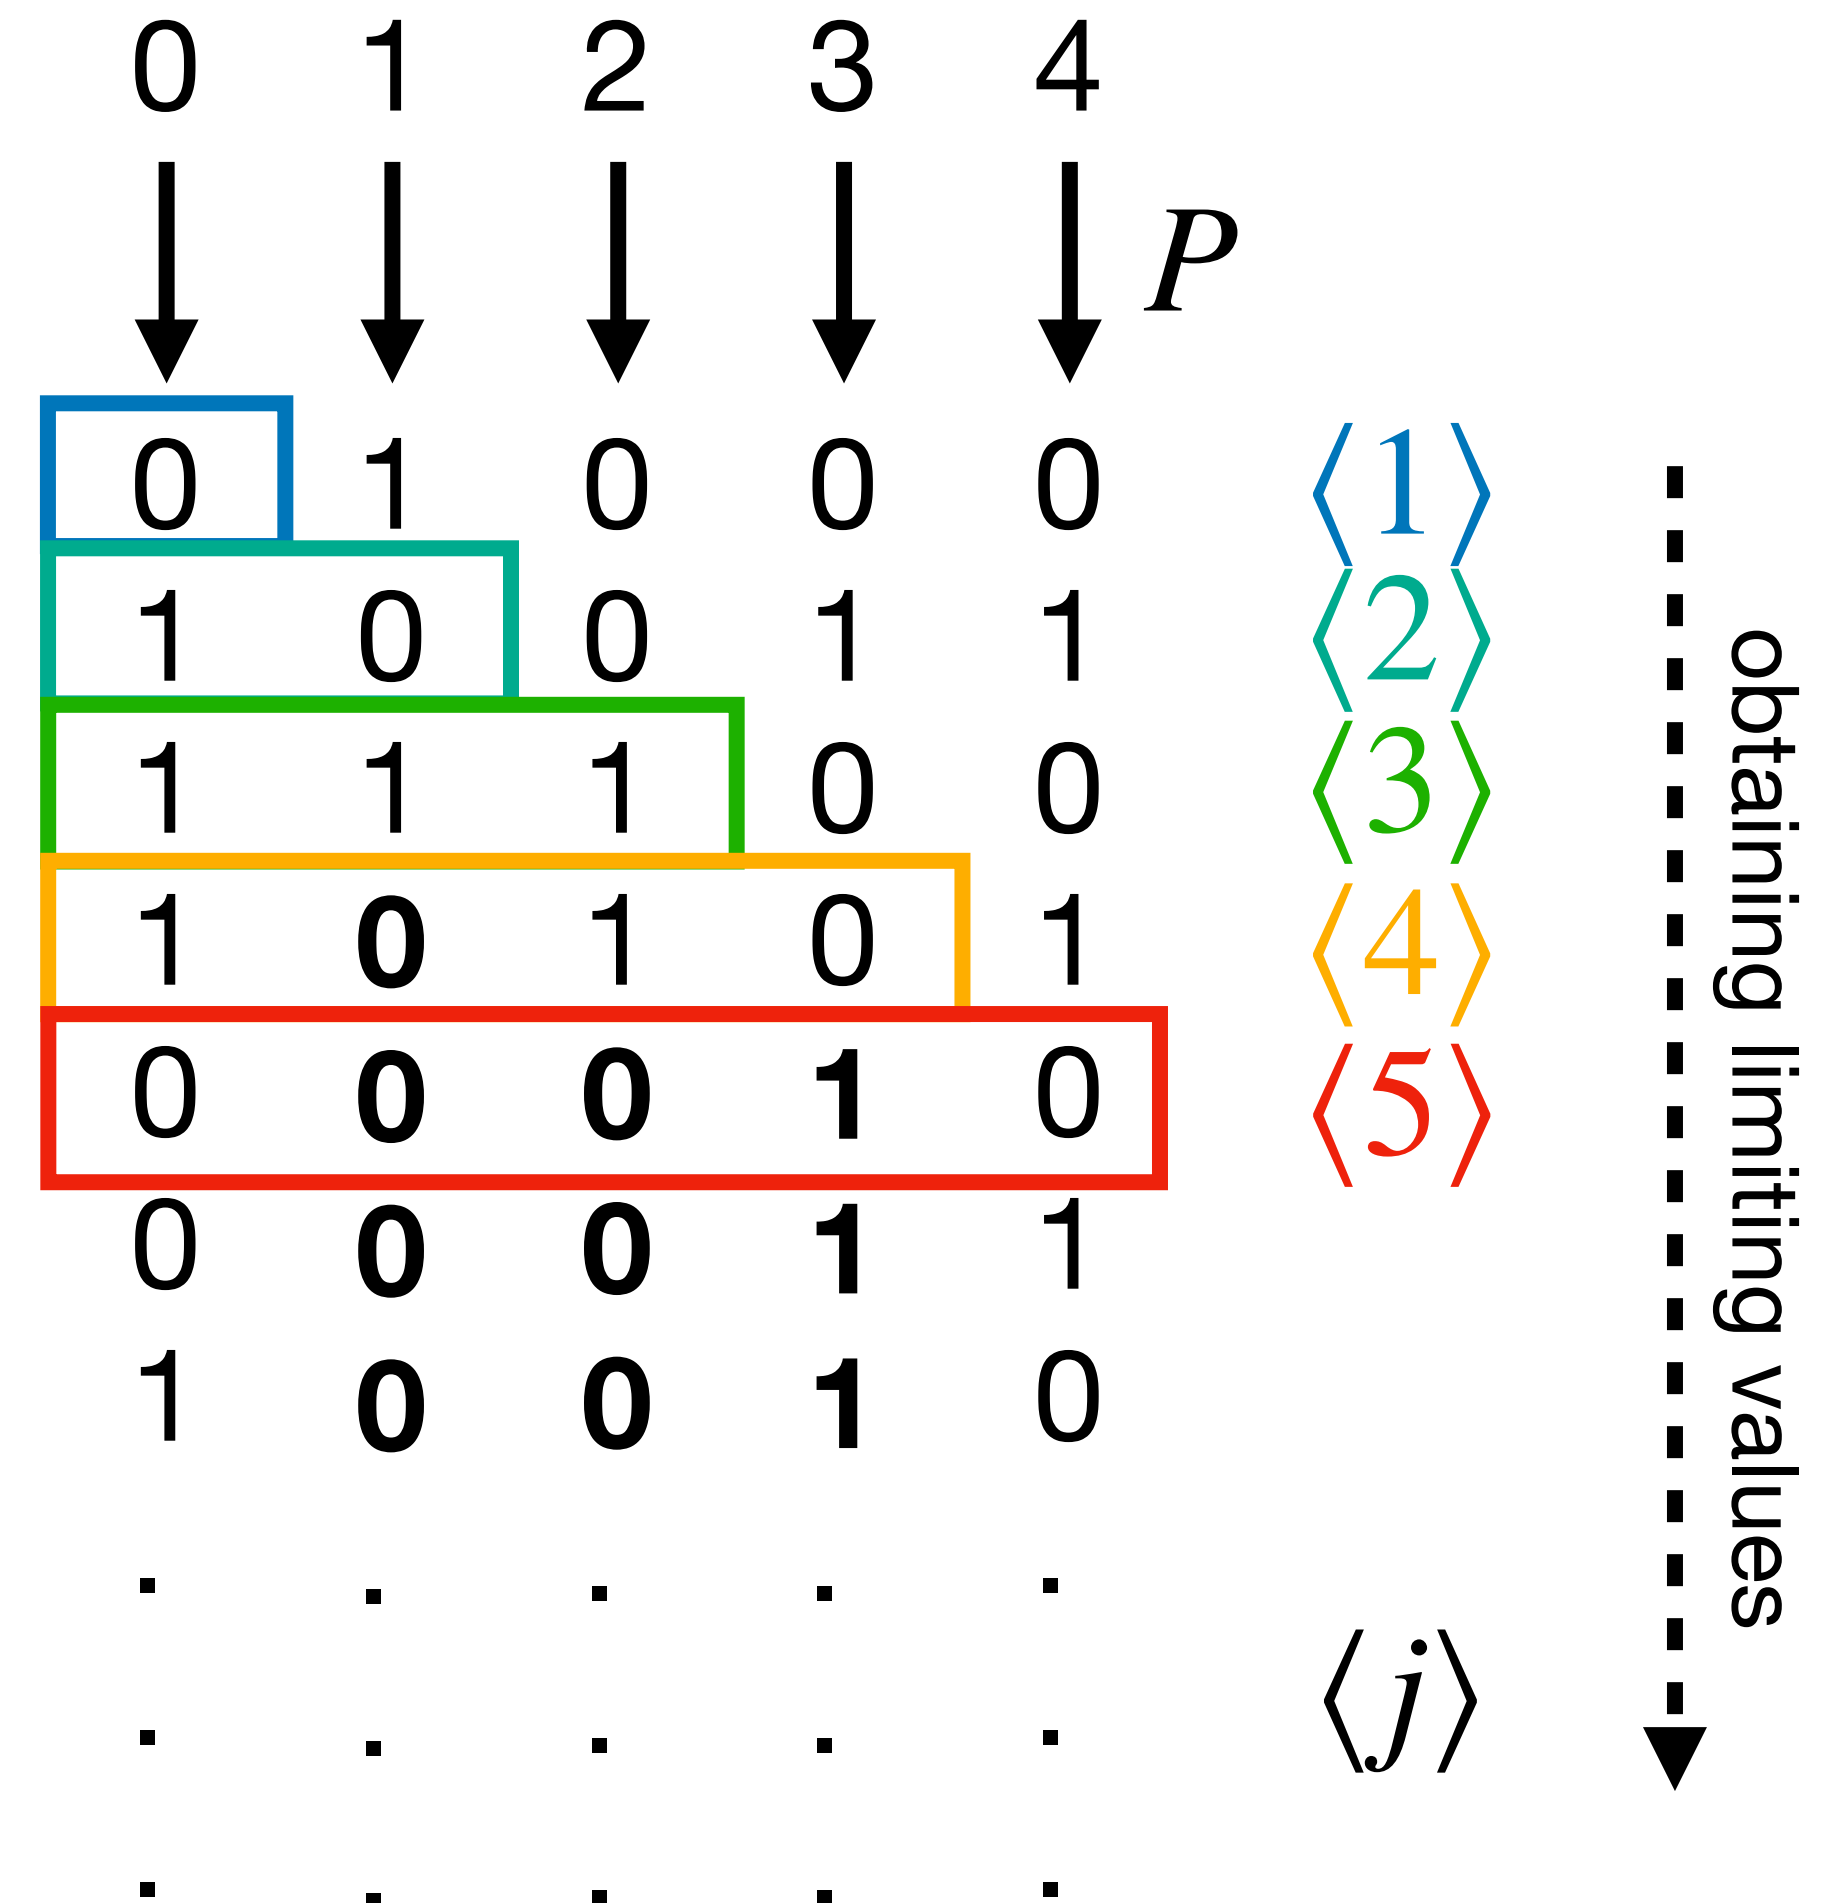 0 1 2 3 4
P
0 1 0 0 0 ⟨1⟩
1 0 0 1 1 ⟨2⟩
1 1 1 0 0 ⟨3⟩
1 0 1 0 1 ⟨4⟩
0 0 0 1 0 ⟨5⟩
0 0 0 1 1
1 0 0 1 0
. . . . .
. . . . . ⟨j⟩
. . . . .
obtaining limiting values